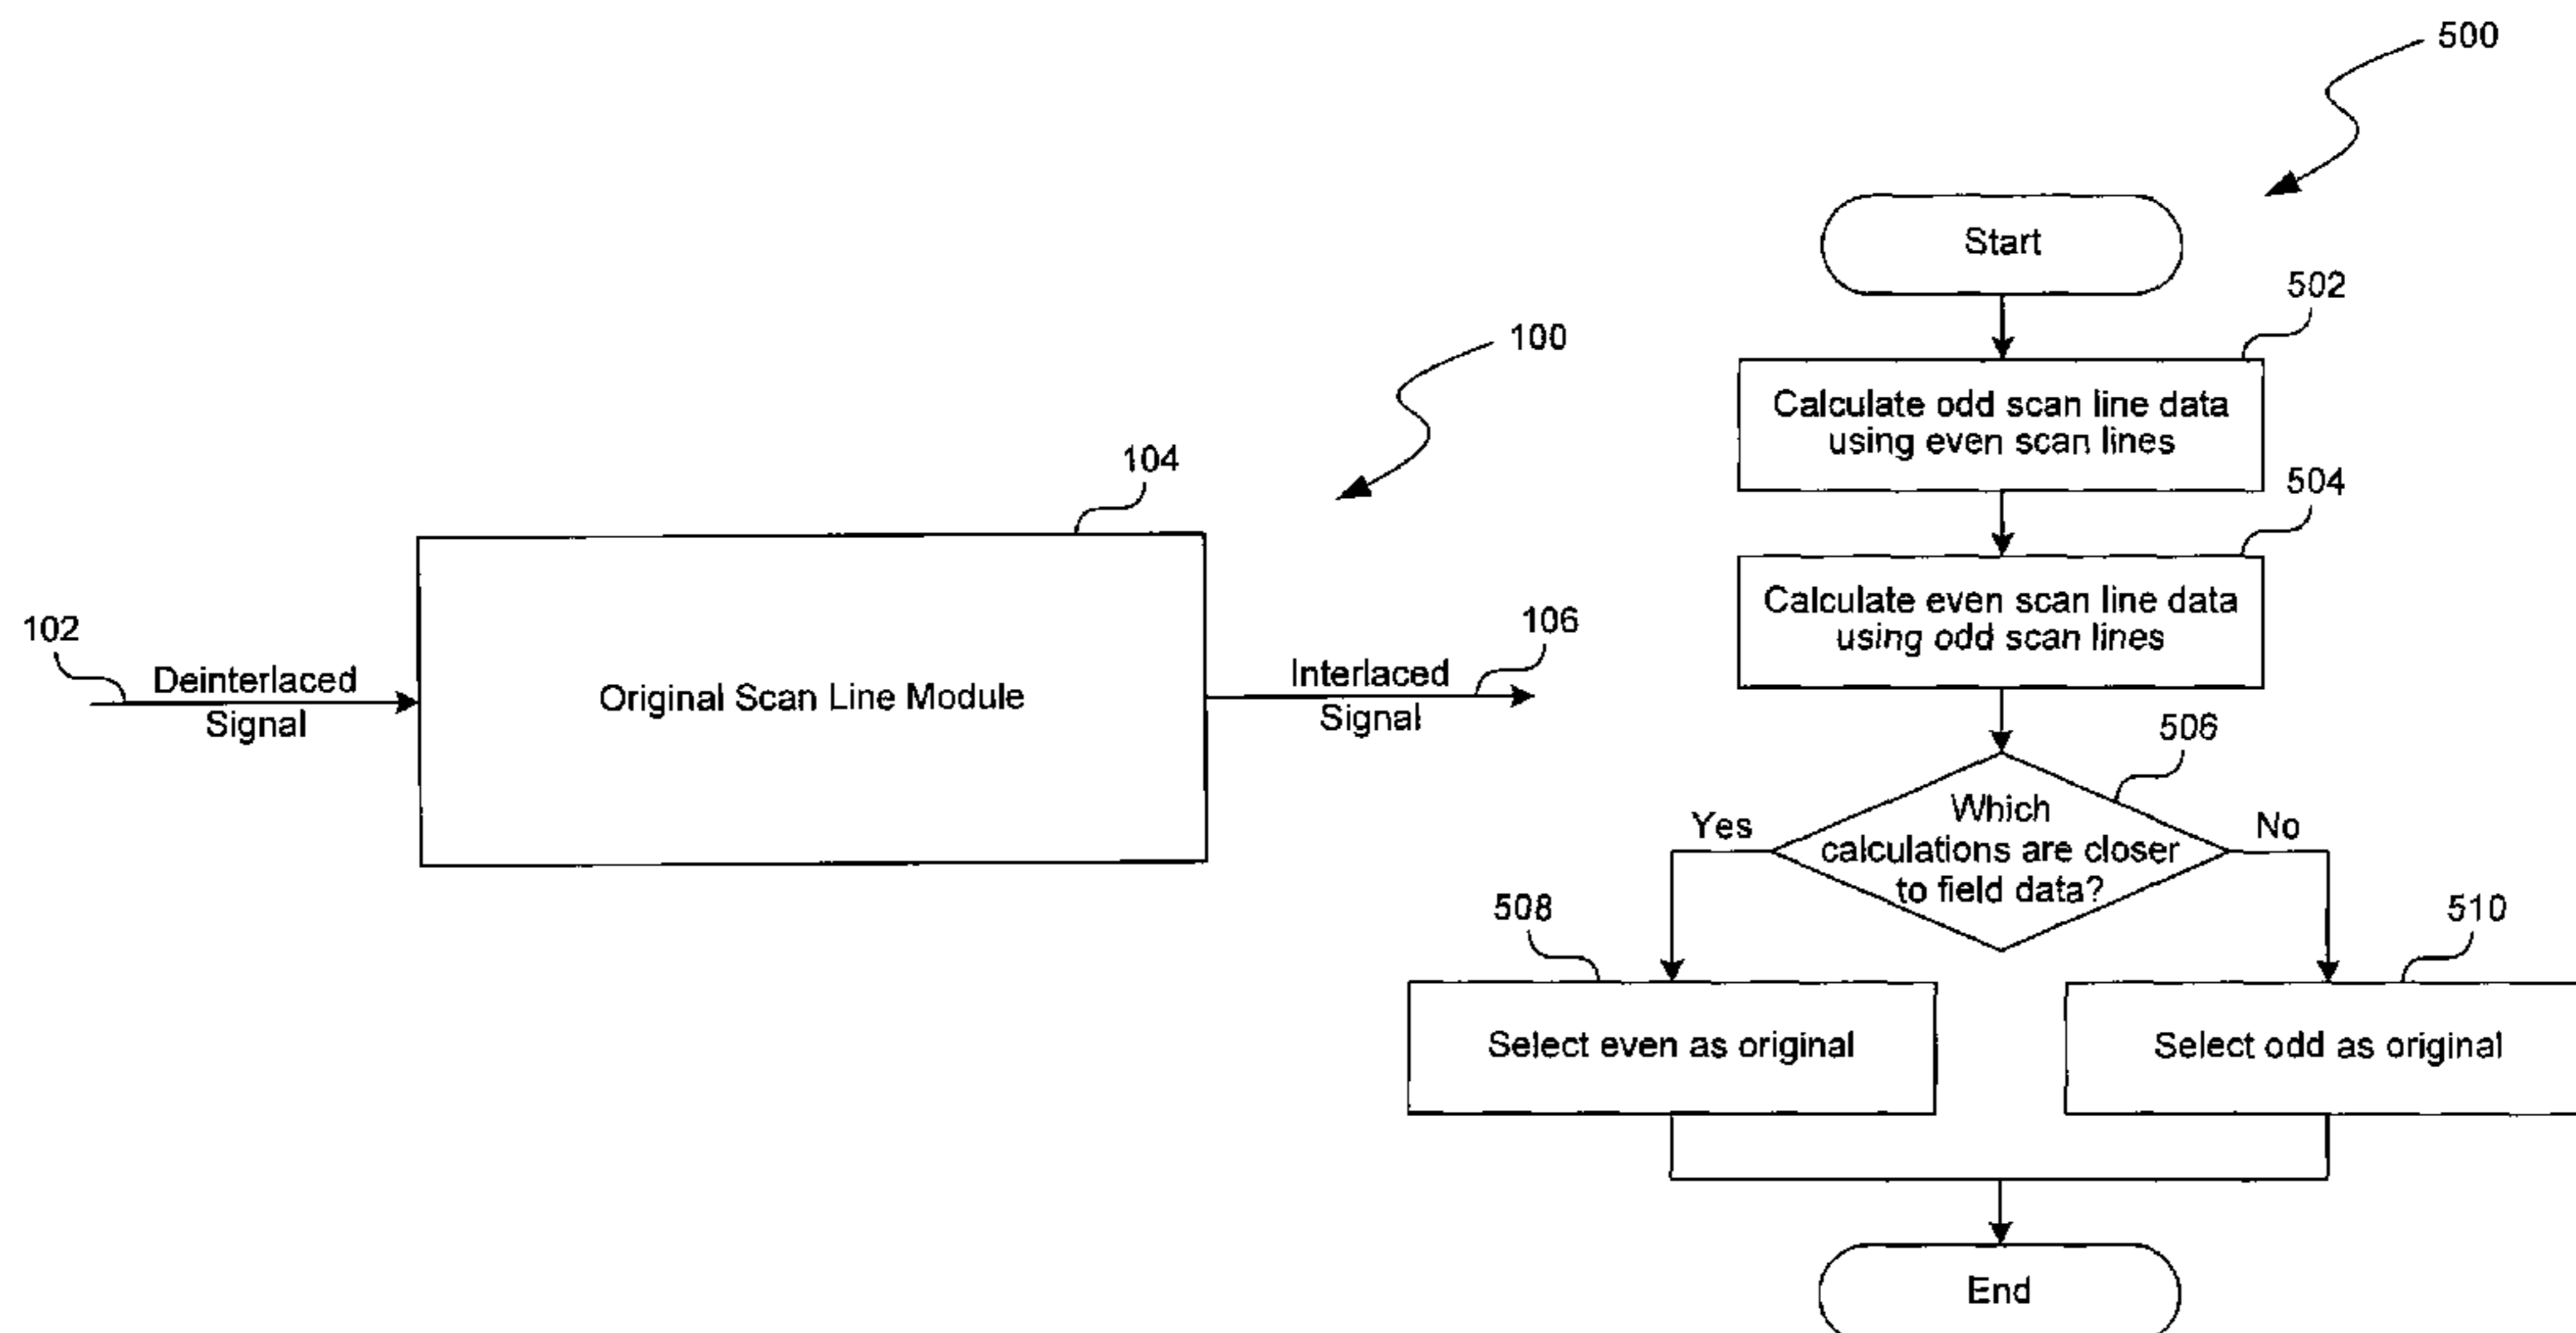 100
104
102
Deinterlaced
Signal
Original Scan Line Module
106
Interlaced
Signal
500
Start
502
Calculate odd scan line data
using even scan lines
504
Calculate even scan line data
using odd scan lines
506
Which
calculations are closer
to field data?
Yes
No
508
Select even as original
510
Select odd as original
End